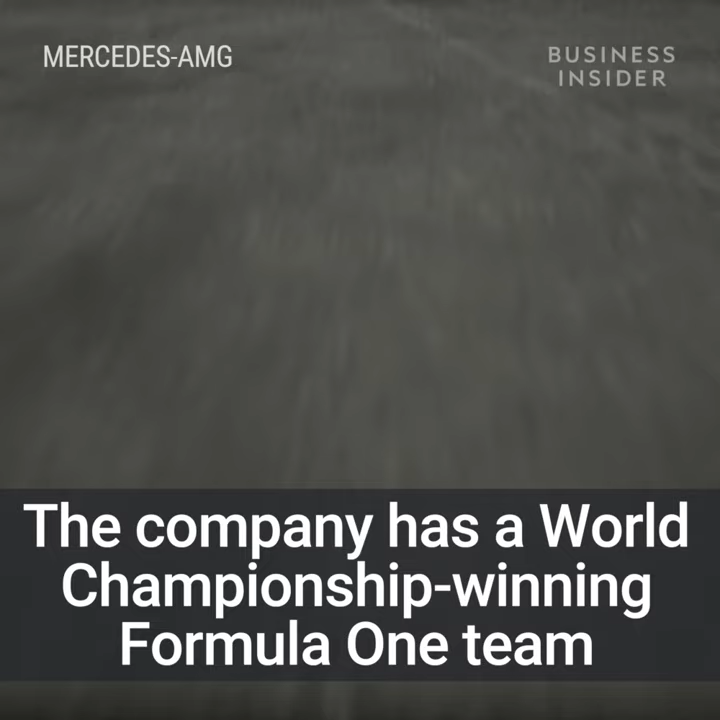 MERCEDES-AMG
BUSINESS
INSIDER
The company has a World
Championship-winning
Formula One team